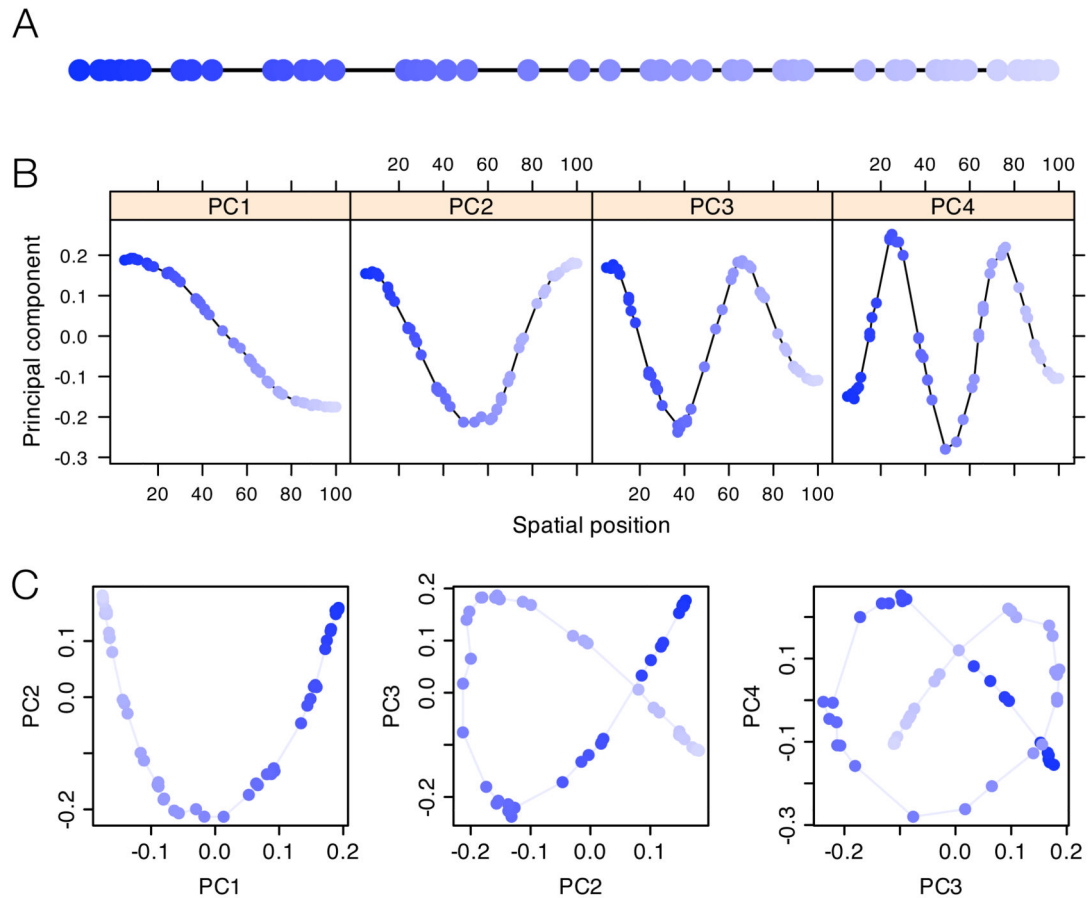 A
B
20 40 60 80 100
25 50 75 100
PC1 PC2 PC3 PC4
Principal component
0.2
0.1
0.0
-0.1
-0.2
-0.3
20 40 60 80 100
20 40 60 80 100
Spatial position
C
PC2
0.1
0.0
-0.2
-0.1 0.0 0.1 0.2
PC1
PC3
0.2
0.1
0.0
-0.2
-0.2 -0.1 0.0 0.1
PC2
PC4
0.1
-0.1
-0.3
-0.2 0.0 0.1 0.2
PC3